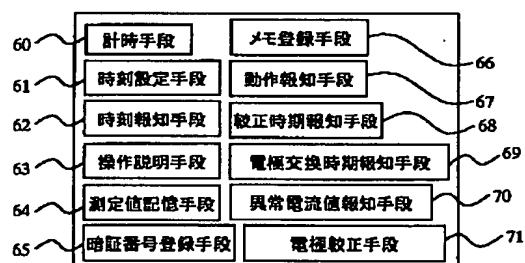 60 計時手段 メモ登録手段 66
61 時刻設定手段 動作報知手段 67
62 時刻報知手段 較正時期報知手段 68
63 操作説明手段 電極交換時期報知手段 69
64 測定値記憶手段 異常電流値報知手段 70
65 暗証番号登録手段 電極較正手段 71